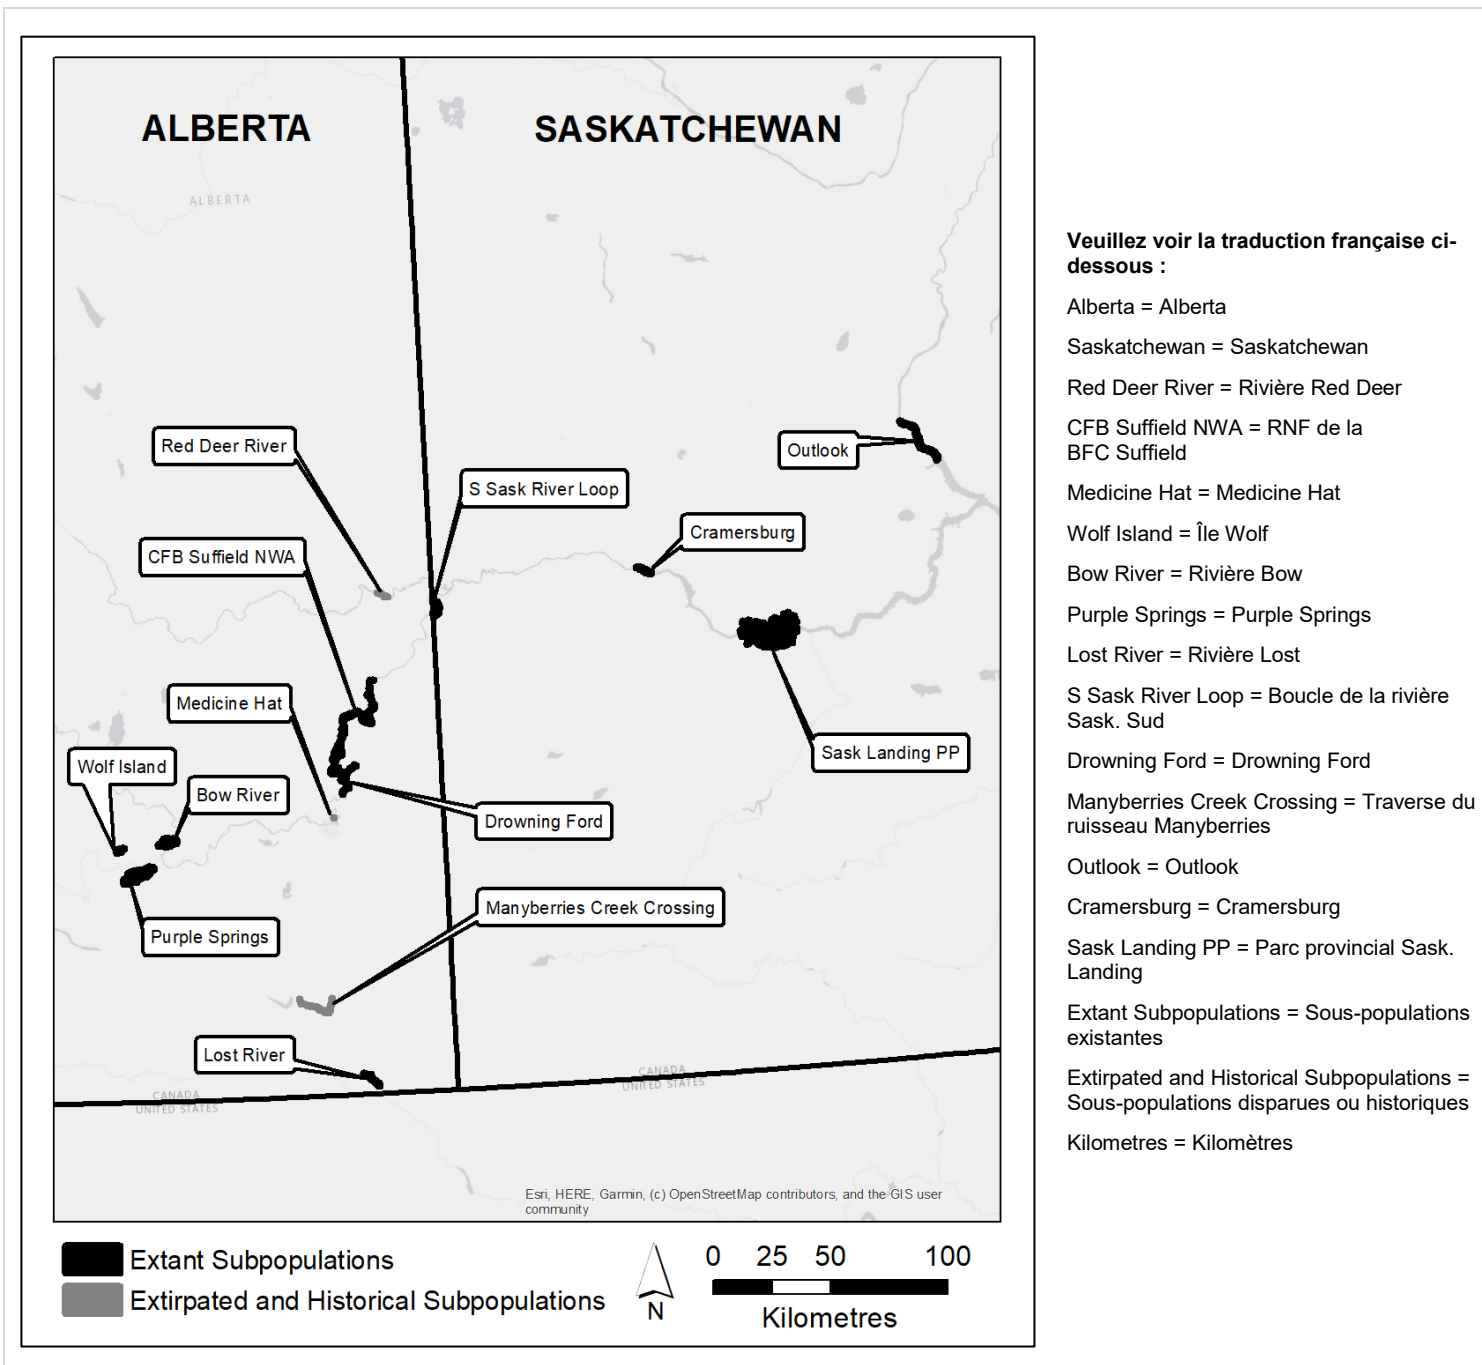 ALBERTA
SASKATCHEWAN
ALBERTA
Red Deer River
Outlook
S Sask River Loop
Cramersburg
CFB Suffield NWA
Medicine Hat
Sask Landing PP
Wolf Island
Bow River
Drowning Ford
Manyberries Creek Crossing
Purple Springs
Lost River
CANADA
UNITED STATES
CANADA
UNITED STATES
Esri, HERE, Garmin, (c) OpenStreetMap contributors, and the GIS user
community
Extant Subpopulations
Extirpated and Historical Subpopulations
N
0 25 50 100
Kilometres
Veuillez voir la traduction française ci-
dessous :
Alberta = Alberta
Saskatchewan = Saskatchewan
Red Deer River = Rivière Red Deer
CFB Suffield NWA = RNF de la
BFC Suffield
Medicine Hat = Medicine Hat
Wolf Island = Île Wolf
Bow River = Rivière Bow
Purple Springs = Purple Springs
Lost River = Rivière Lost
S Sask River Loop = Boucle de la rivière
Sask. Sud
Drowning Ford = Drowning Ford
Manyberries Creek Crossing = Traverse du
ruisseau Manyberries
Outlook = Outlook
Cramersburg = Cramersburg
Sask Landing PP = Parc provincial Sask.
Landing
Extant Subpopulations = Sous-populations
existantes
Extirpated and Historical Subpopulations =
Sous-populations disparues ou historiques
Kilometres = Kilomètres